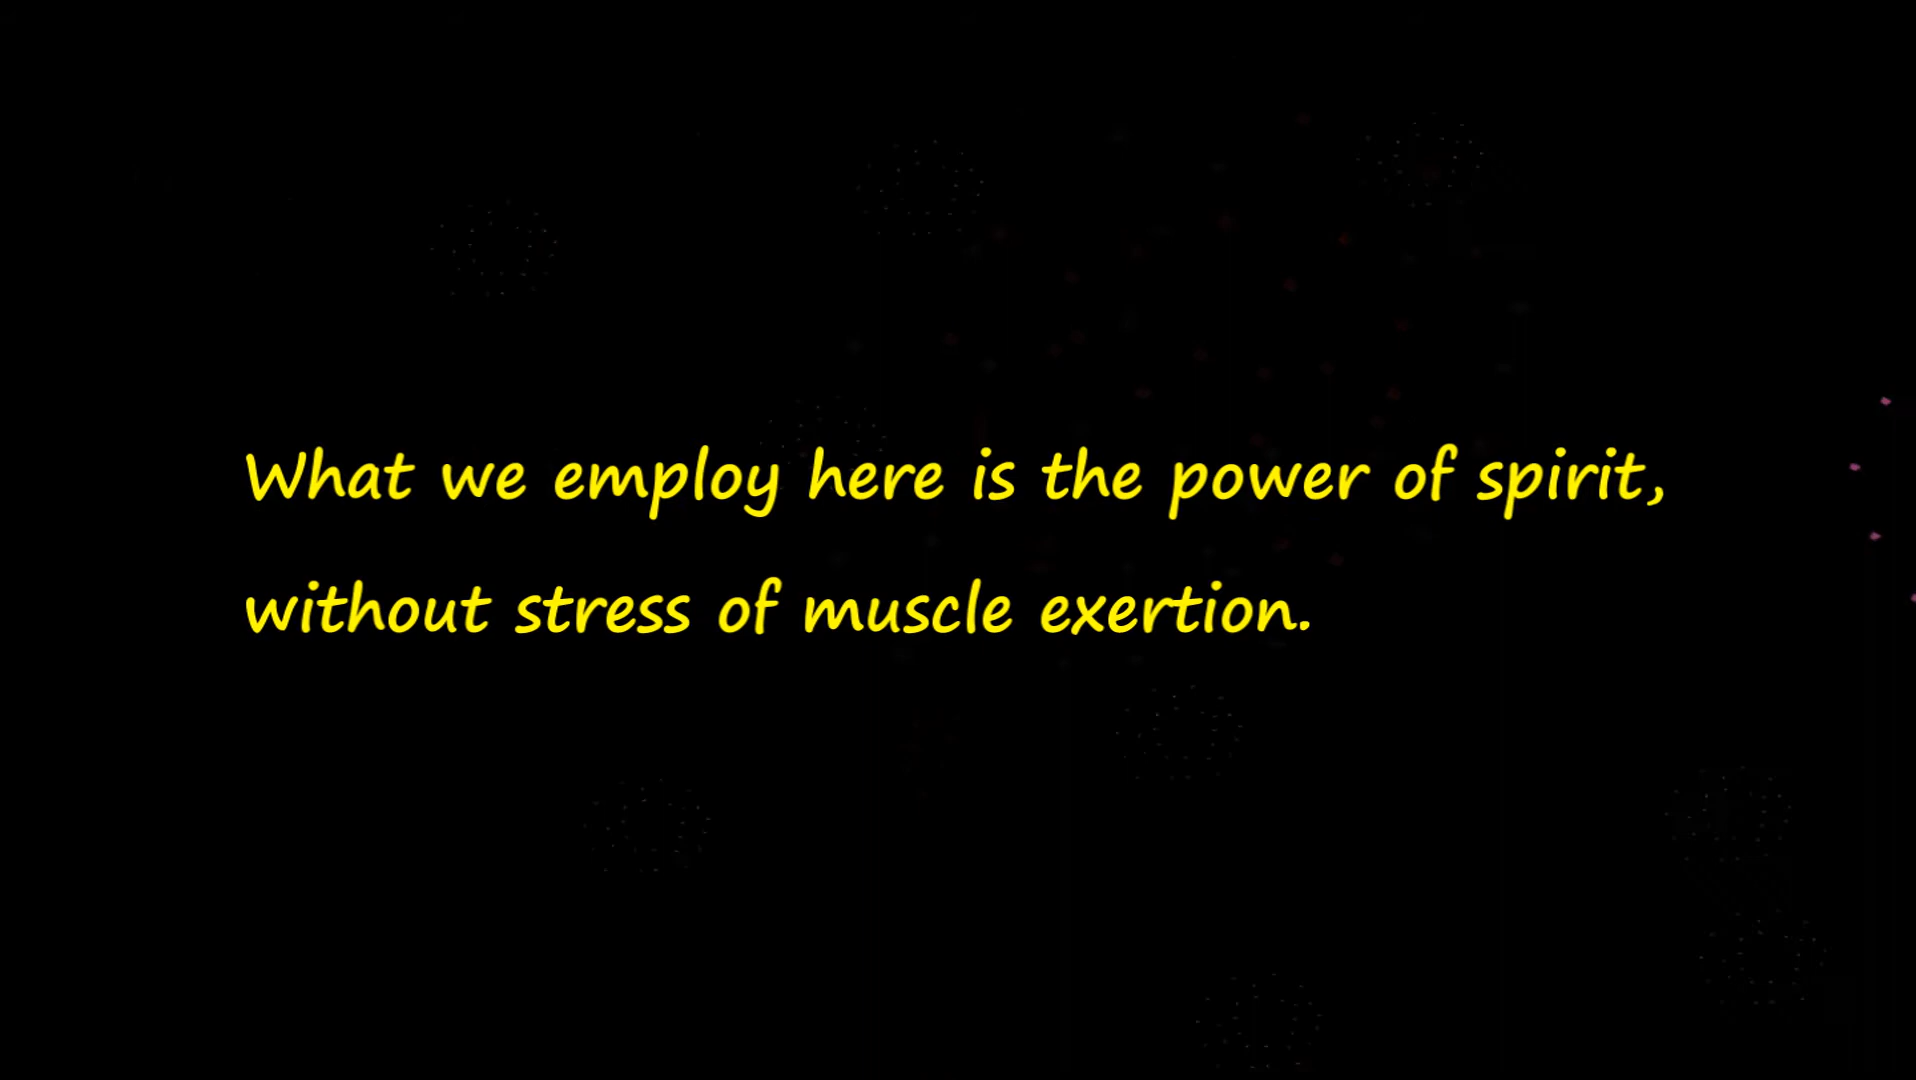 What we employ here is the power of spirit,
without stress of muscle exertion.